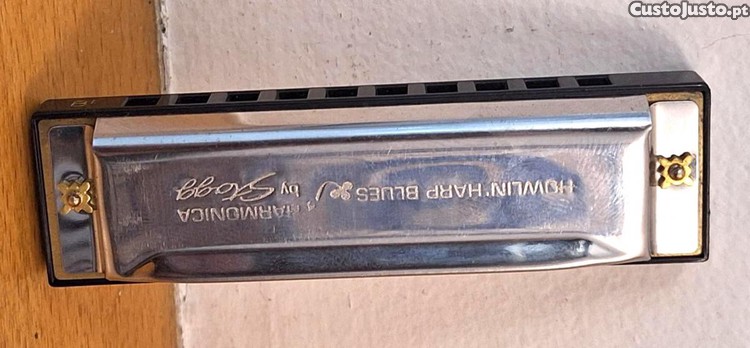 CustoJusto.pt
HOWLIN' HARP BLUES
HARMONICA
by Stagg